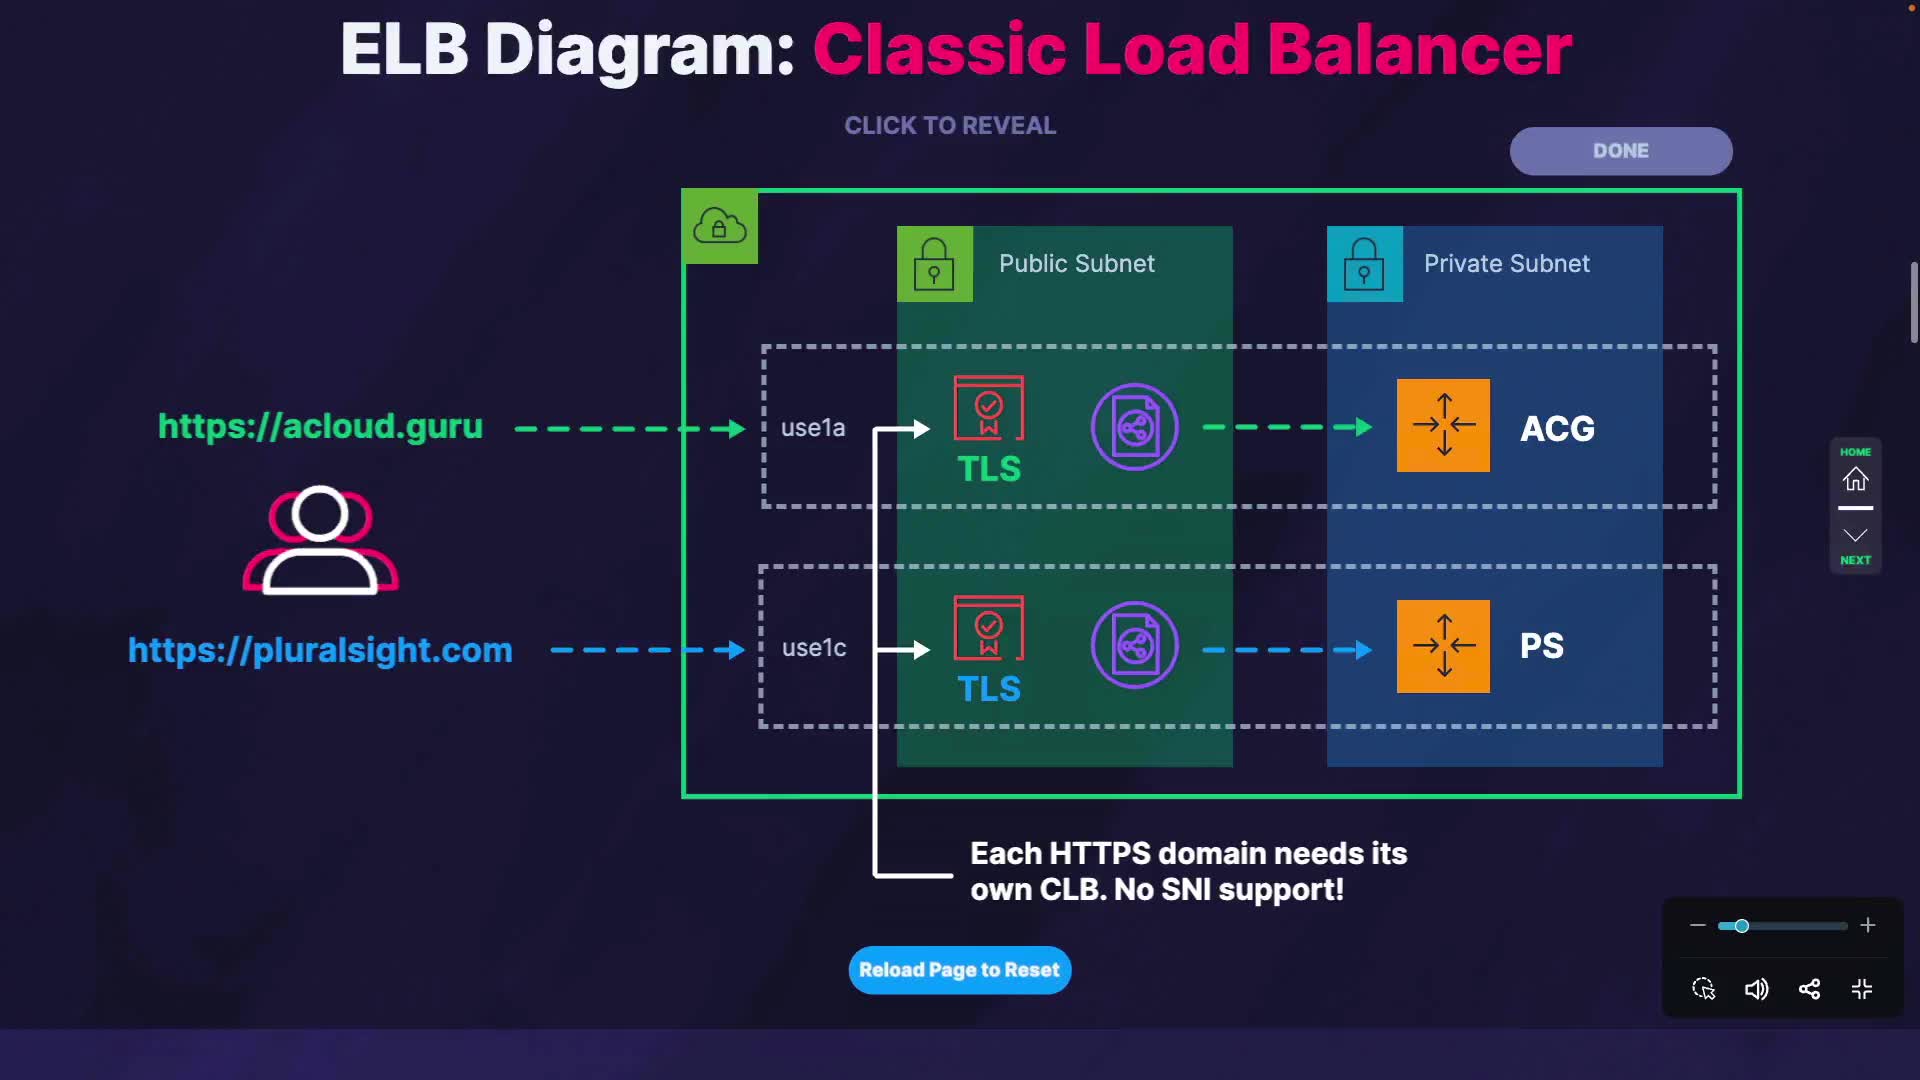 ELB Diagram: Classic Load Balancer
CLICK TO REVEAL
DONE
Public Subnet
Private Subnet
https://acloud.guru
use1a
TLS
ACG
HOME
NEXT
https://pluralsight.com
use1c
TLS
PS
Each HTTPS domain needs its
own CLB. No SNI support!
Reload Page to Reset